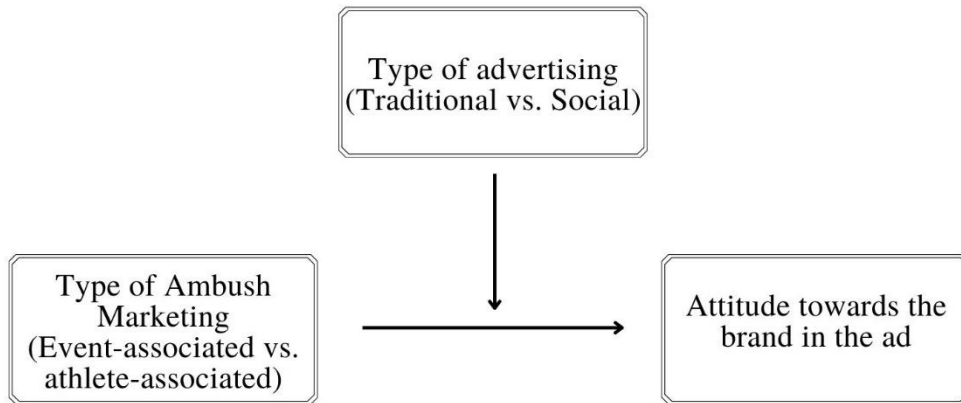 Type of advertising
(Traditional vs. Social)
Type of Ambush
Marketing
(Event-associated vs.
athlete-associated)
Attitude towards the
brand in the ad